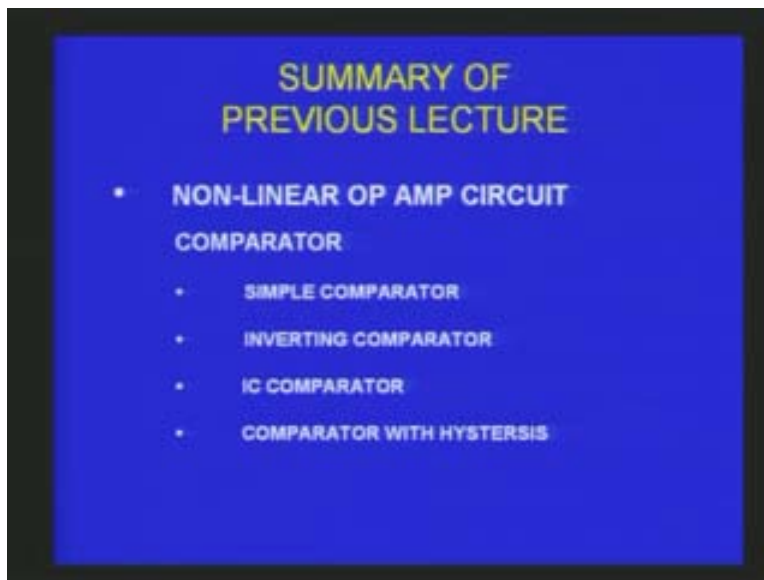 SUMMARY OF
PREVIOUS LECTURE
• NON-LINEAR OP AMP CIRCUIT
COMPARATOR
• SIMPLE COMPARATOR
• INVERTING COMPARATOR
• IC COMPARATOR
• COMPARATOR WITH HYSTERSIS